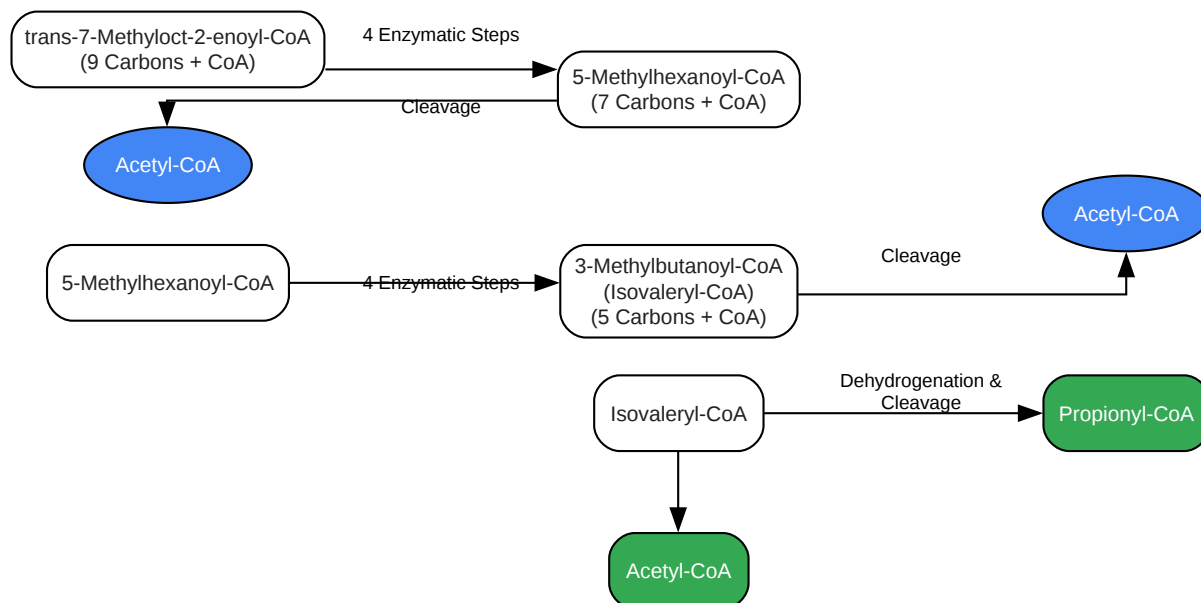 trans-7-Methyloct-2-enoyl-CoA
(9 Carbons + CoA)
4 Enzymatic Steps
5-Methylhexanoyl-CoA
(7 Carbons + CoA)
Cleavage
Acetyl-CoA
Acetyl-CoA
5-Methylhexanoyl-CoA
4 Enzymatic Steps
3-Methylbutanoyl-CoA
(Isovaleryl-CoA)
(5 Carbons + CoA)
Cleavage
Isovaleryl-CoA
Dehydrogenation &
Cleavage
Propionyl-CoA
Acetyl-CoA